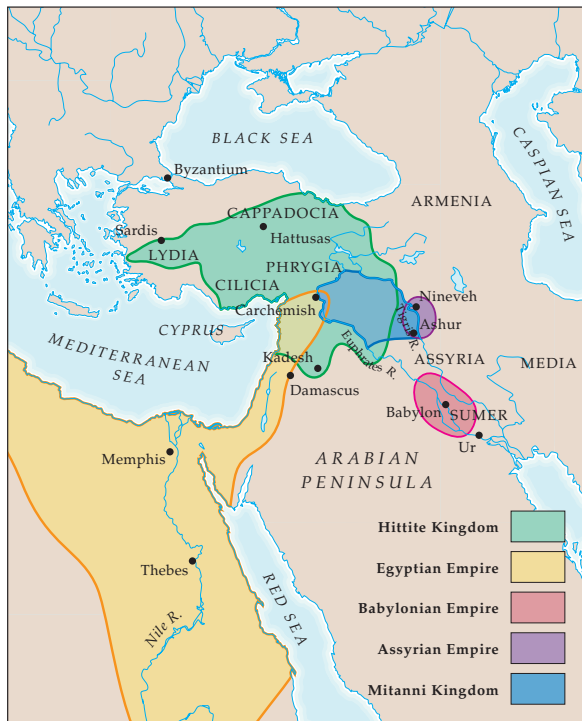 BLACK SEA
CASPIAN SEA
Byzantium
ARMENIA
CAPPADOCIA
Sardis
Hattusas
LYDIA
PHRYGIA
CILICIA
Nineveh
Carchemish
Tigris R.
Ashur
CYPRUS
ASSYRIA
MEDIA
MEDITERRANEAN
SEA
Euphrates R.
Kadesh
Damascus
Babylon
SUMER
Ur
Memphis
ARABIAN
PENINSULA
Thebes
Nile R.
RED SEA
Hittite Kingdom
Egyptian Empire
Babylonian Empire
Assyrian Empire
Mitanni Kingdom